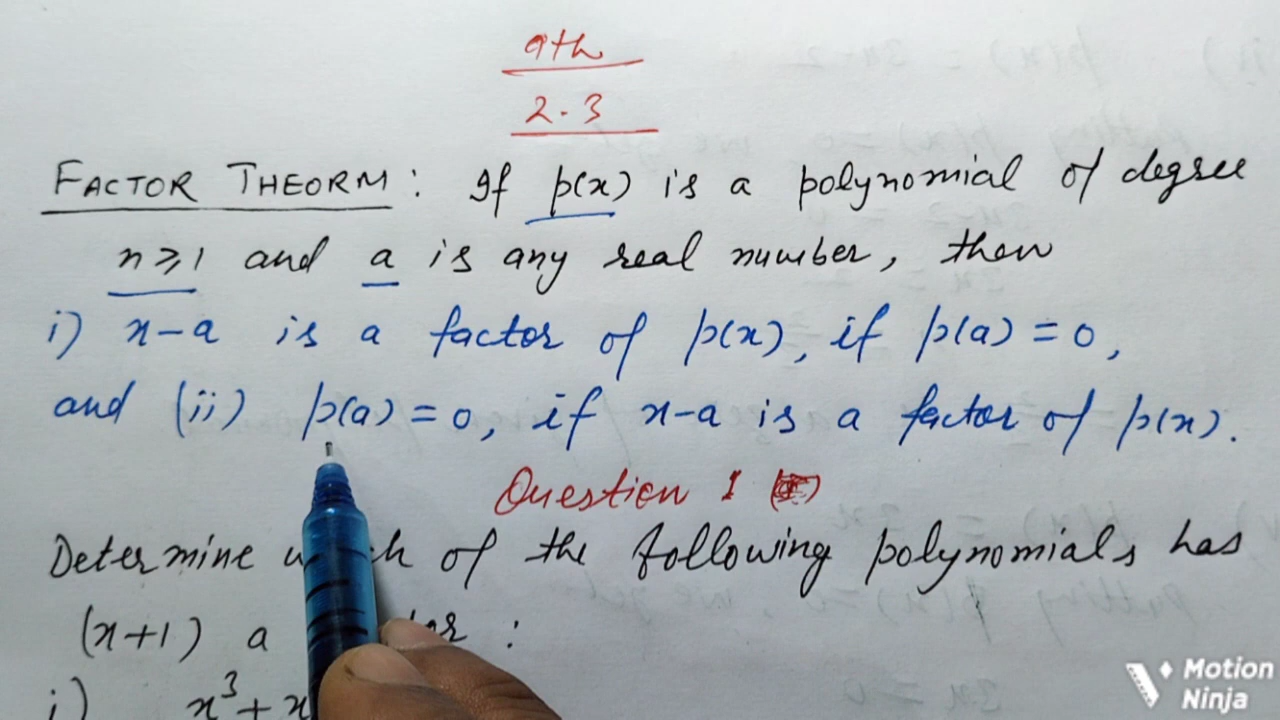 9th
2.3
FACTOR THEORM: If p(x) is a polynomial of degree
n≥1 and a is any real number, then
i) x-a is a factor of p(x), if p(a) = 0,
and (ii) p(a) = 0, if x-a is a factor of p(x).
Question 1
Determine of the following polynomials has
(x+1) a :
i) x³ + x
Motion
Ninja